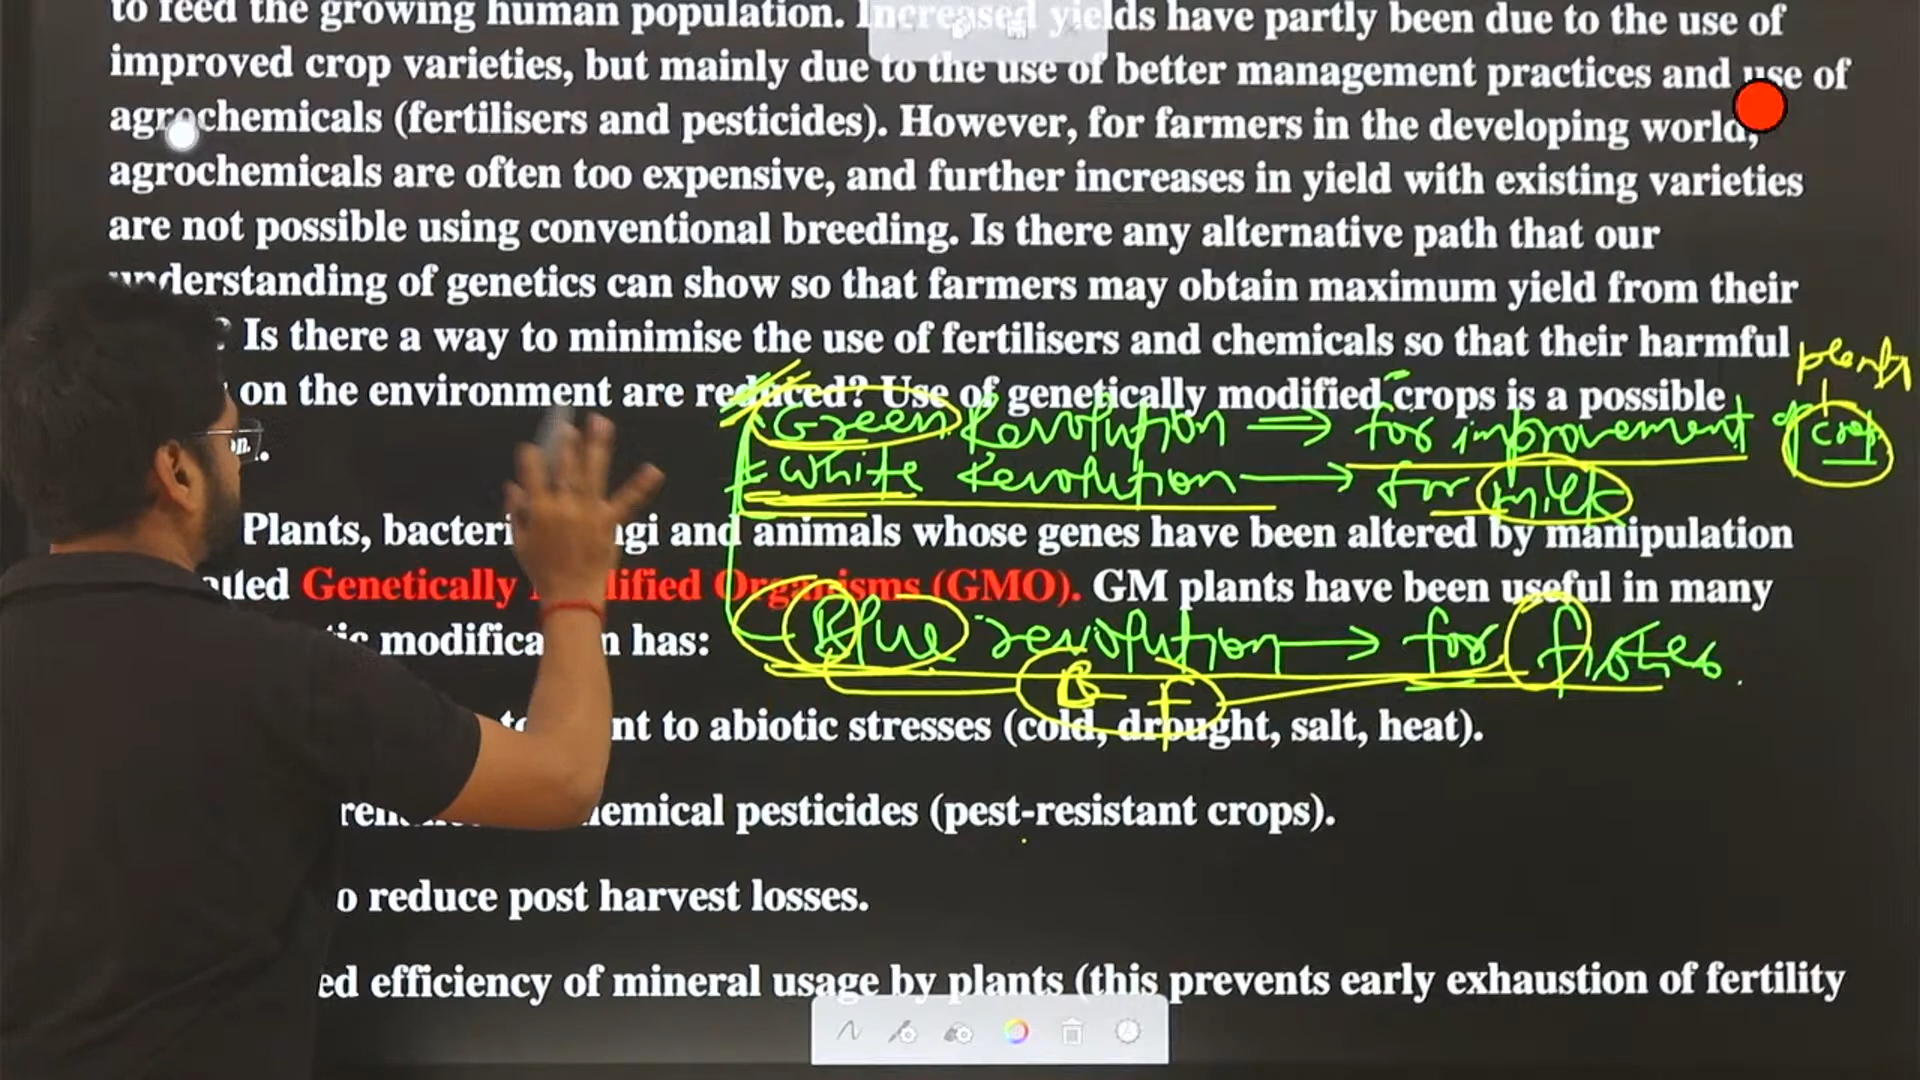 to feed the growing human population. Increased yields have partly been due to the use of
improved crop varieties, but mainly due to the use of better management practices and use of
agrochemicals (fertilisers and pesticides). However, for farmers in the developing world,
agrochemicals are often too expensive, and further increases in yield with existing varieties
are not possible using conventional breeding. Is there any alternative path that our
understanding of genetics can show so that farmers may obtain maximum yield from their
? Is there a way to minimise the use of fertilisers and chemicals so that their harmful
plants
on the environment are reduced? Use of genetically modified crops is a possible
on.
Green Revolution ⇒ for improvement of crop
White Revolution → for milk
Plants, bacteri gi and animals whose genes have been altered by manipulation
Genetically Organisms (GMO). GM plants have been useful in many
modifica n has:
Blue revolution → for fishes.
B F
nt to abiotic stresses (cold, drought, salt, heat).
emical pesticides (pest-resistant crops).
o reduce post harvest losses.
ed efficiency of mineral usage by plants (this prevents early exhaustion of fertility